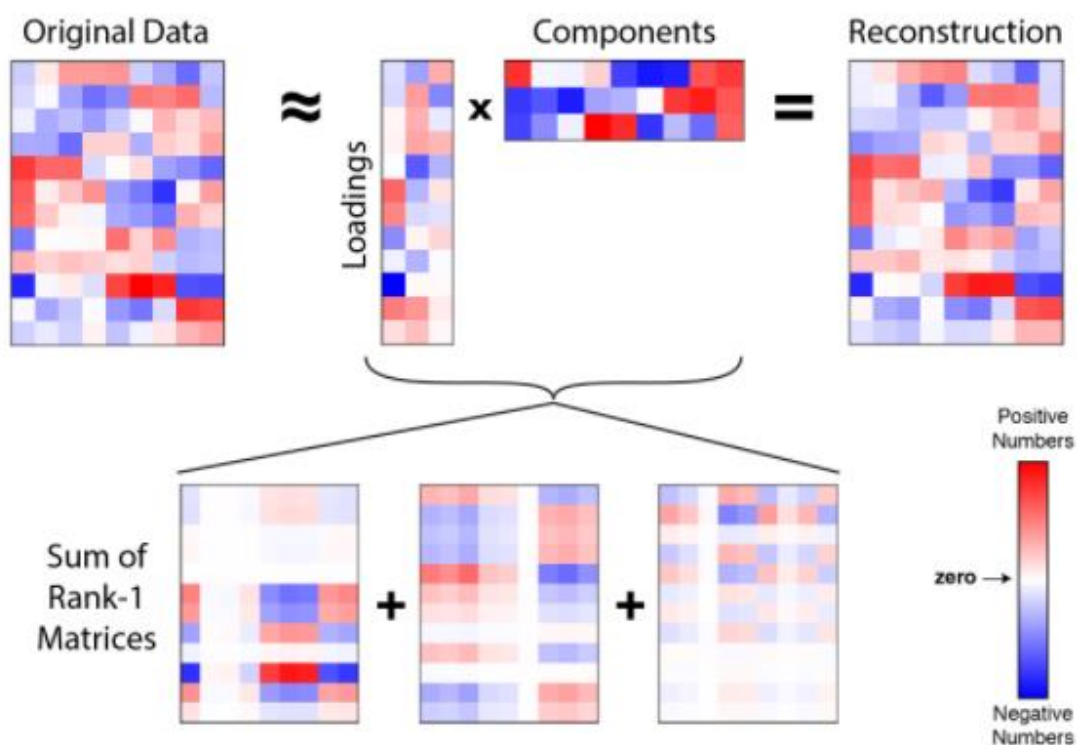 Original Data
Components
Reconstruction
≈
x
=
Loadings
Positive
Numbers
zero →
Negative
Numbers
Sum of
Rank-1
Matrices
+
+